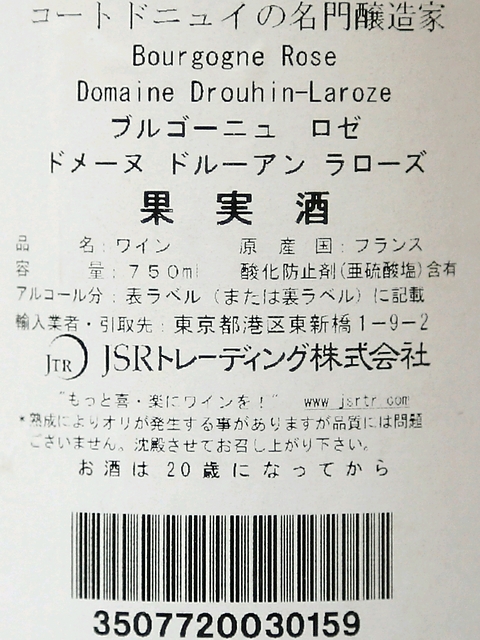 コートドニュイの名門醸造家
Bourgogne Rose
Domaine Drouhin-Laroze
ブルゴーニュ ロゼ
ドメーヌ ドルーアン ラローズ
果実酒
品 名:ワイン 原産国:フランス
容 量:750ml 酸化防止剤(亜硫酸塩)含有
アルコール分:表ラベル(または裏ラベル)に記載
輸入業者・引取先:東京都港区東新橋1-9-2
JTR JSRトレーディング株式会社
"もっと喜・楽にワインを!" www.jsrtr.com
*熟成によりオリが発生する事がありますが品質には問題
ございません。沈殿させてお召し上がり下さい。
お酒は20歳になってから
3507720030159